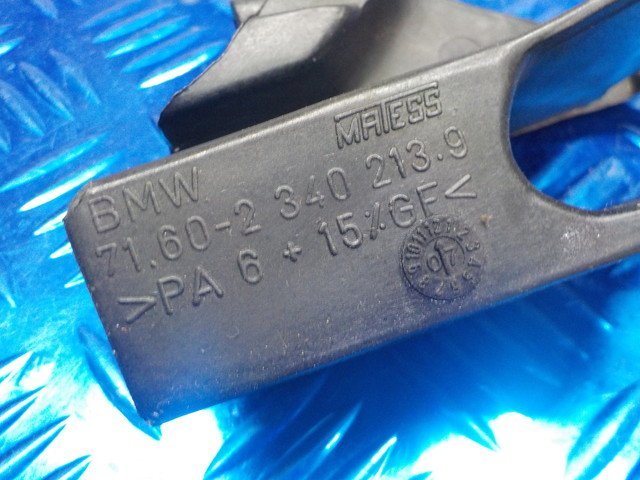 MATESS
BMW
71.60-2 340 213.9
>PA 6 + 15%GF<
07